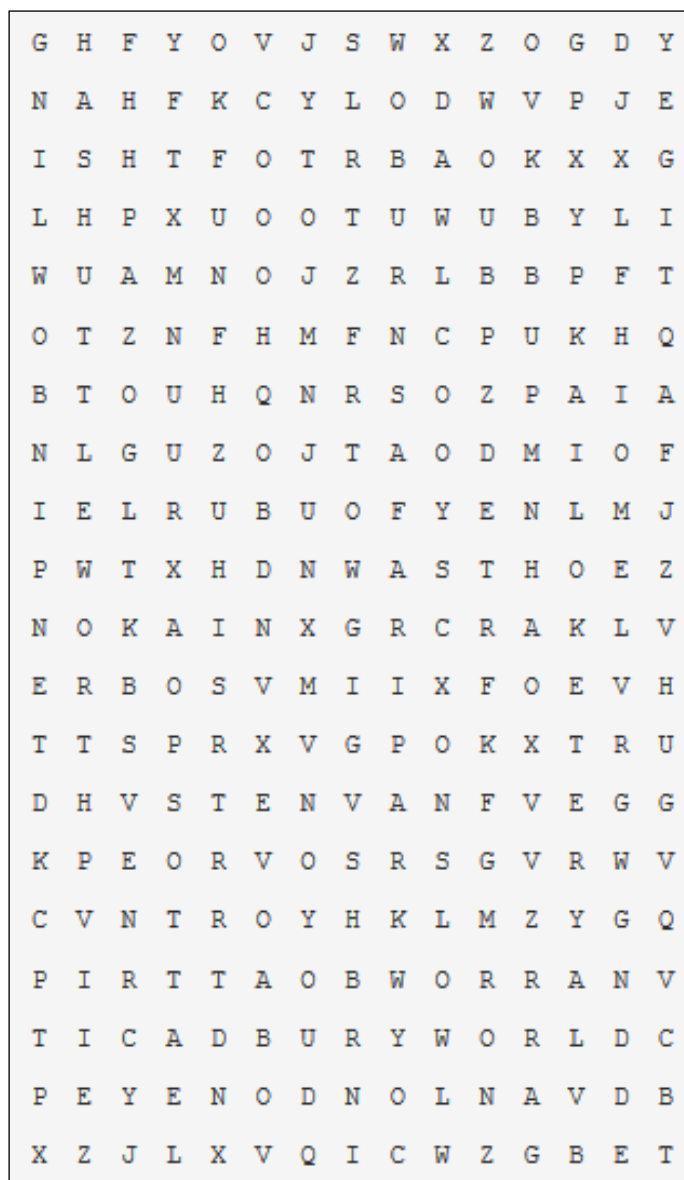 G H F Y O V J S W X Z O G D Y
N A H F K C Y L O D W V P J E
I S H T F O T R B A O K X X G
L H P X U O O T U W U B Y L I
W U A M N O J Z R L B B P F T
O T Z N F H M F N C P U K H Q
B T O U H Q N R S O Z P A I A
N L G U Z O J T A O D M I O F
I E L R U B U O F Y E N L M J
P W T X H D N W A S T H O E Z
N O K A I N X G R C R A K L V
E R B O S V M I I X F O E V H
T T S P R X V G P O K X T R U
D H V S T E N V A N F V E G G
K P E O R V O S R S G V R W V
C V N T R O Y H K L M Z Y G Q
P I R T T A O B W O R R A N V
T I C A D B U R Y W O R L D C
P E Y E N O D N O L N A V D B
X Z J L X V Q I C W Z G B E T